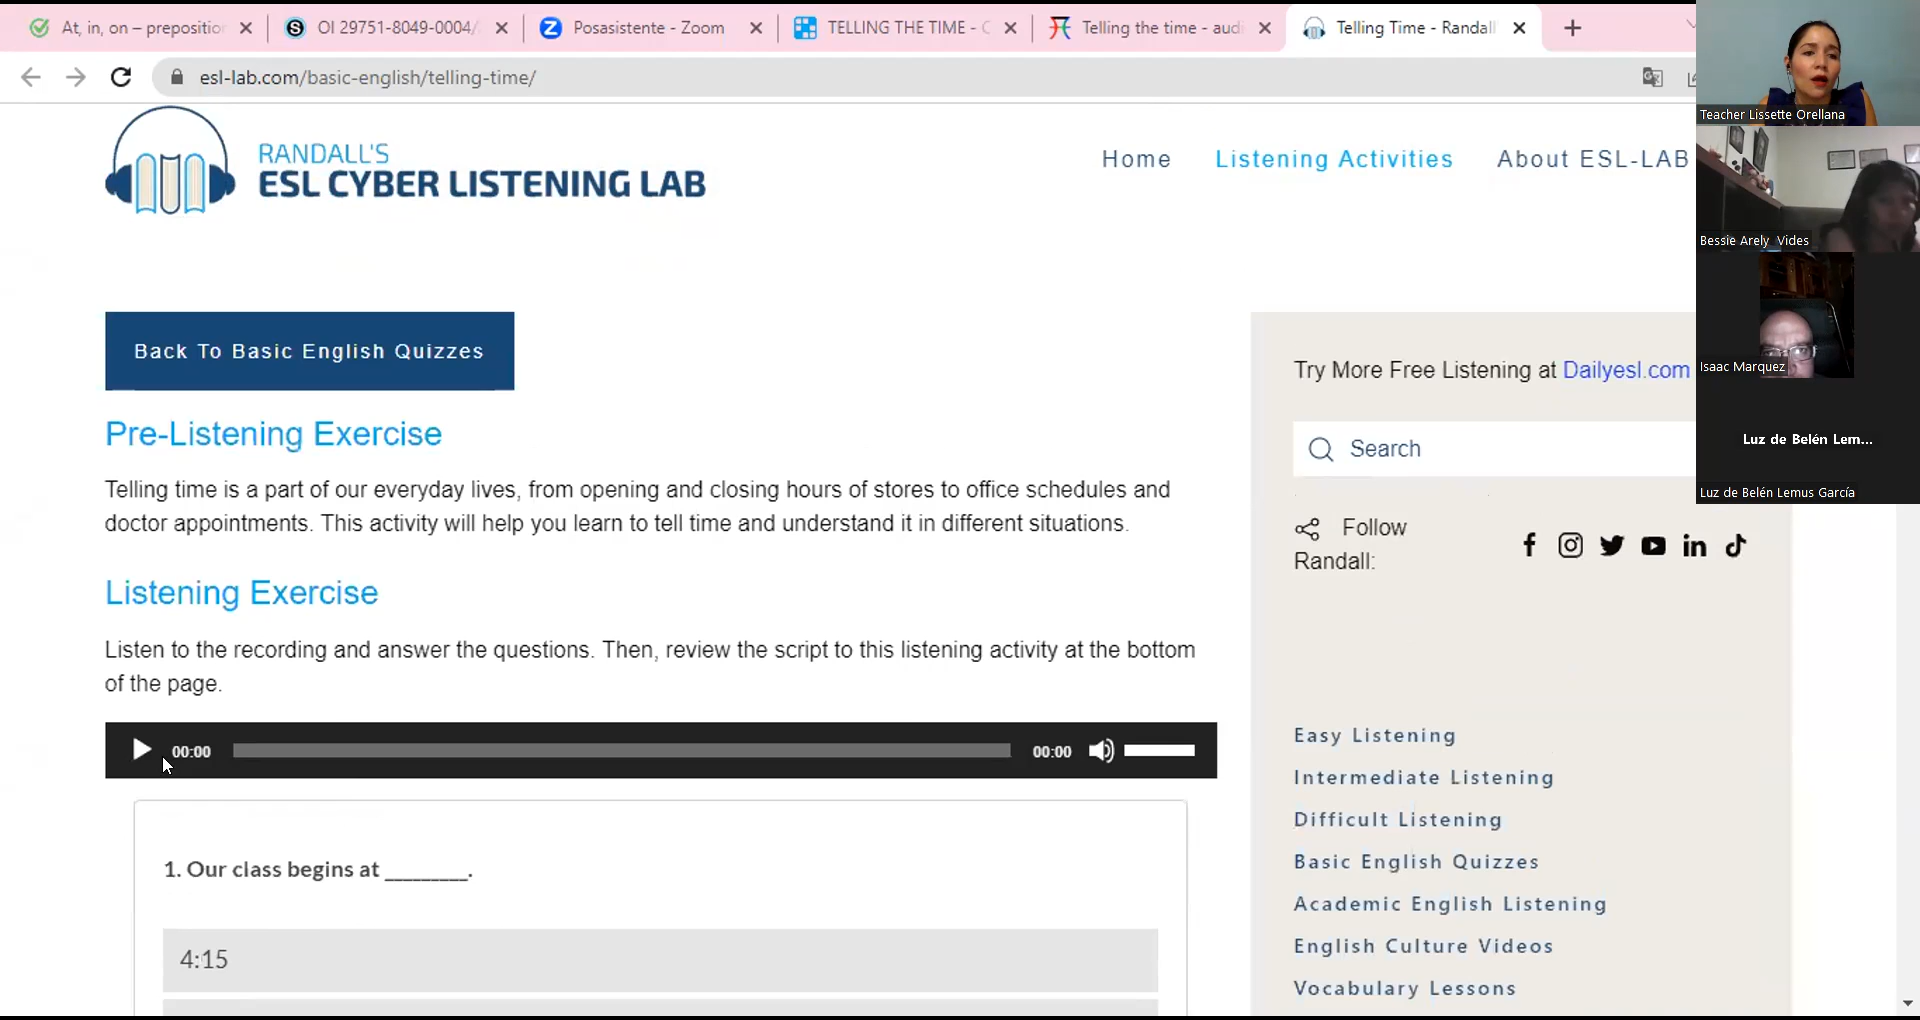 At, in, on – prepositio
OI 29751-8049-0004/
Posasistente - Zoom
TELLING THE TIME - C
Telling the time - audi
Telling Time - Randall
esl-lab.com/basic-english/telling-time/
RANDALL'S
ESL CYBER LISTENING LAB
Home
Listening Activities
About ESL-LAB
Teacher Lissette Orellana
Bessie Arely Vides
Isaac Marquez
Luz de Belén Lem...
Luz de Belén Lemus García
Back To Basic English Quizzes
Pre-Listening Exercise
Telling time is a part of our everyday lives, from opening and closing hours of stores to office schedules and
doctor appointments. This activity will help you learn to tell time and understand it in different situations.
Listening Exercise
Listen to the recording and answer the questions. Then, review the script to this listening activity at the bottom
of the page.
00:00
00:00
1. Our class begins at _________.
4:15
Try More Free Listening at Dailyesl.com
Search
Follow
Randall:
Easy Listening
Intermediate Listening
Difficult Listening
Basic English Quizzes
Academic English Listening
English Culture Videos
Vocabulary Lessons